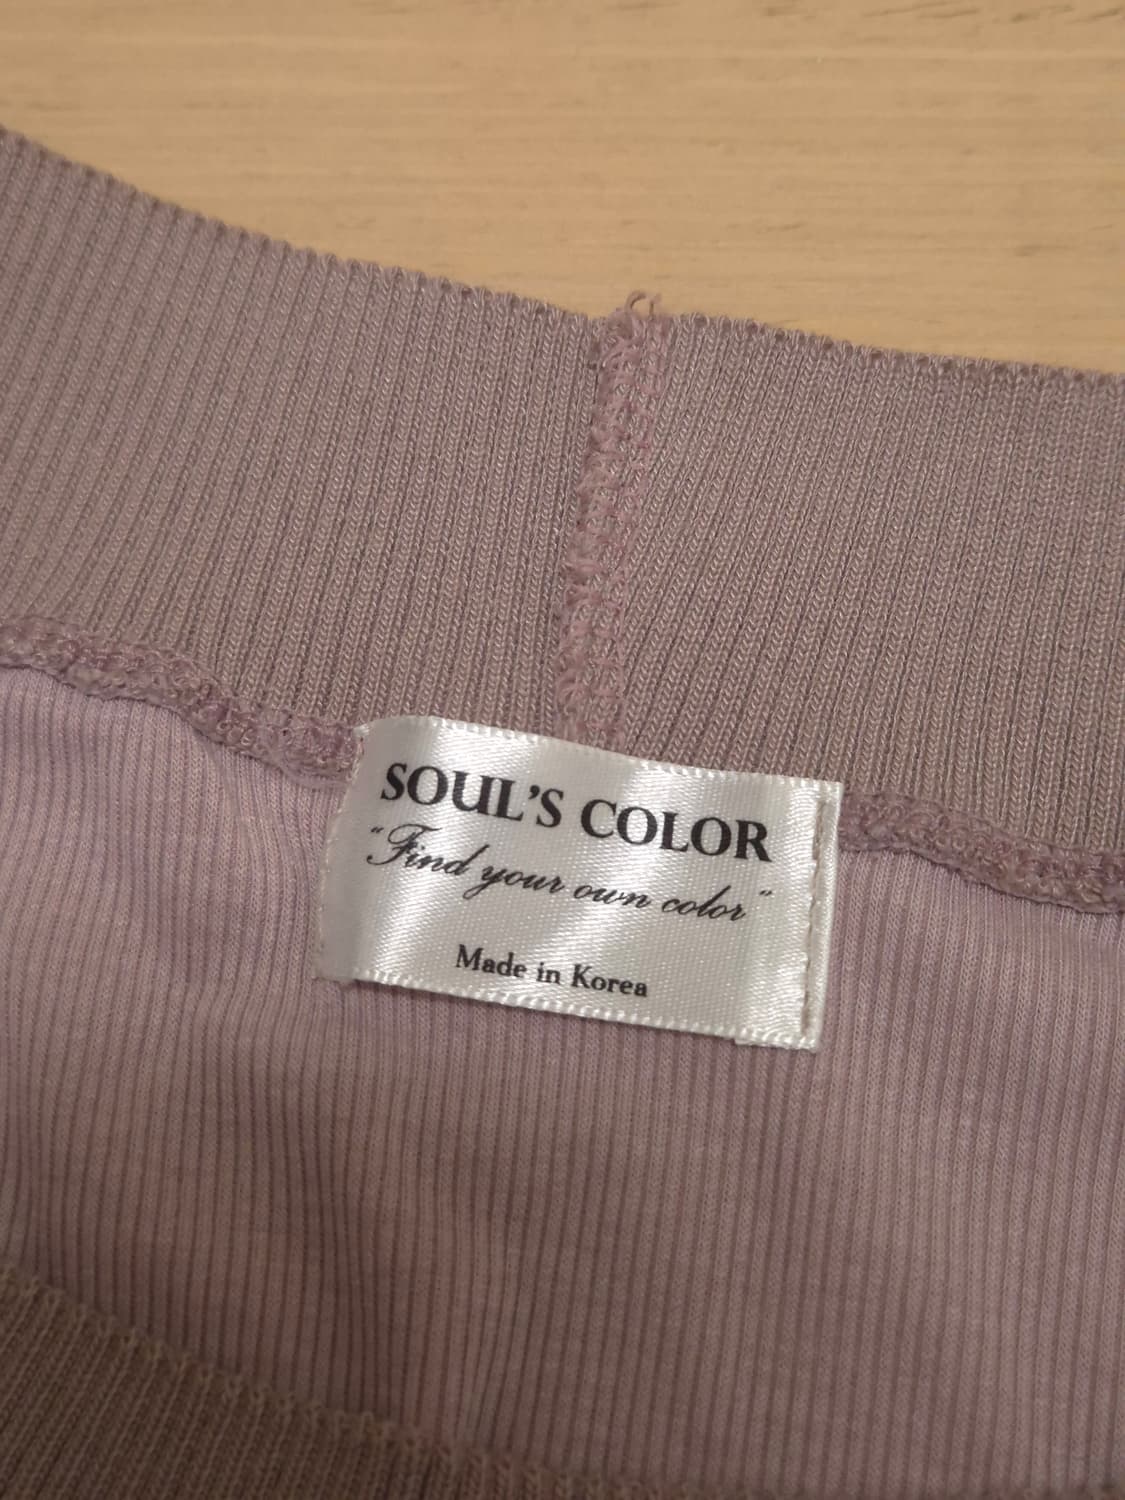 SOUL'S COLOR
"Find your own color"
Made in Korea